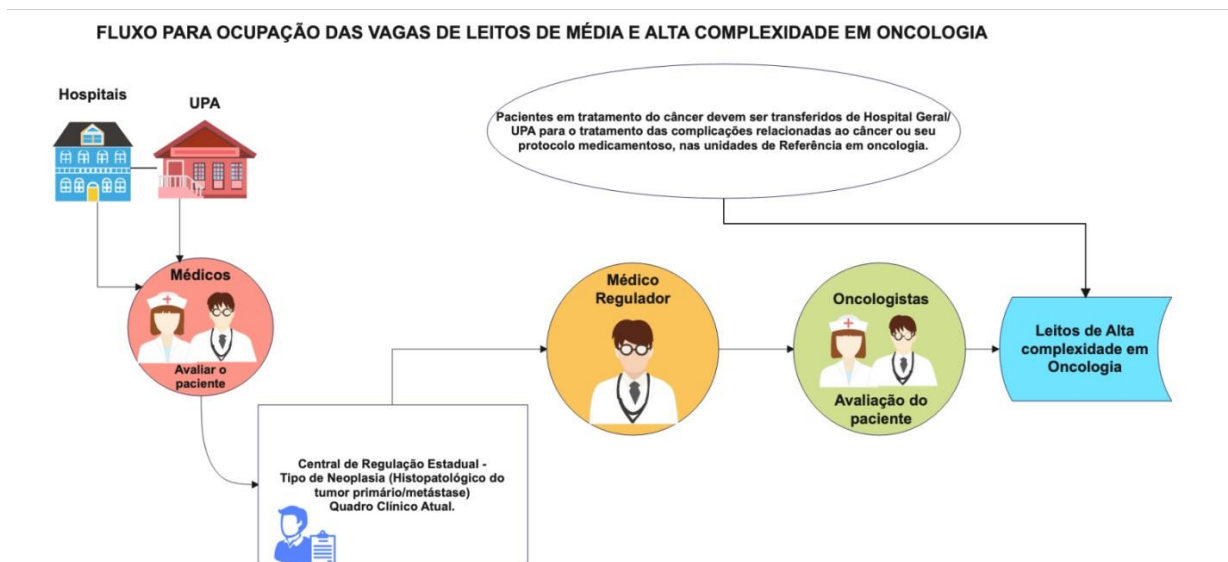 FLUXO PARA OCUPAÇÃO DAS VAGAS DE LEITOS DE MÉDIA E ALTA COMPLEXIDADE EM ONCOLOGIA
Hospitais
UPA
Pacientes em tratamento do câncer devem ser transferidos de Hospital Geral/
UPA para o tratamento das complicações relacionadas ao câncer ou seu
protocolo medicamentoso, nas unidades de Referência em oncologia.
Médicos
Avaliar o
paciente
Central de Regulação Estadual -
Tipo de Neoplasia (Histopatológico do
tumor primário/metástase)
Quadro Clínico Atual.
Médico
Regulador
Oncologistas
Avaliação do
paciente
Leitos de Alta
complexidade em
Oncologia